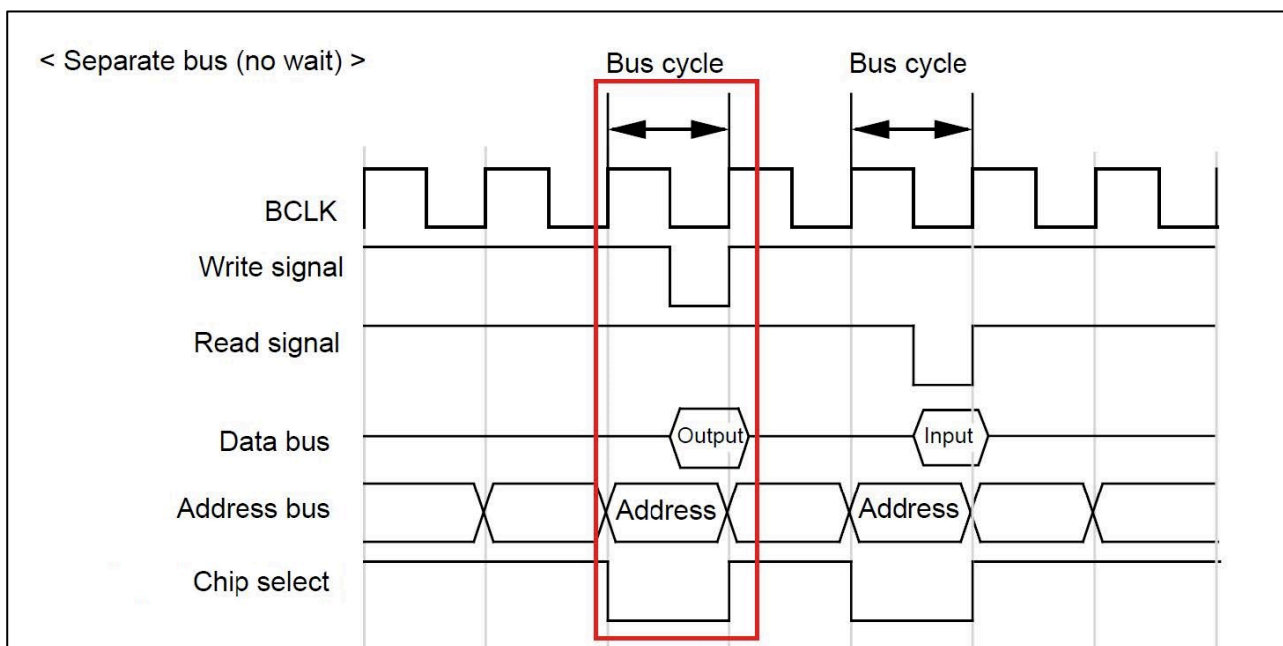 < Separate bus (no wait) >
Bus cycle
Bus cycle
BCLK
Write signal
Read signal
Data bus
Output
Input
Address bus
Address
Address
Chip select